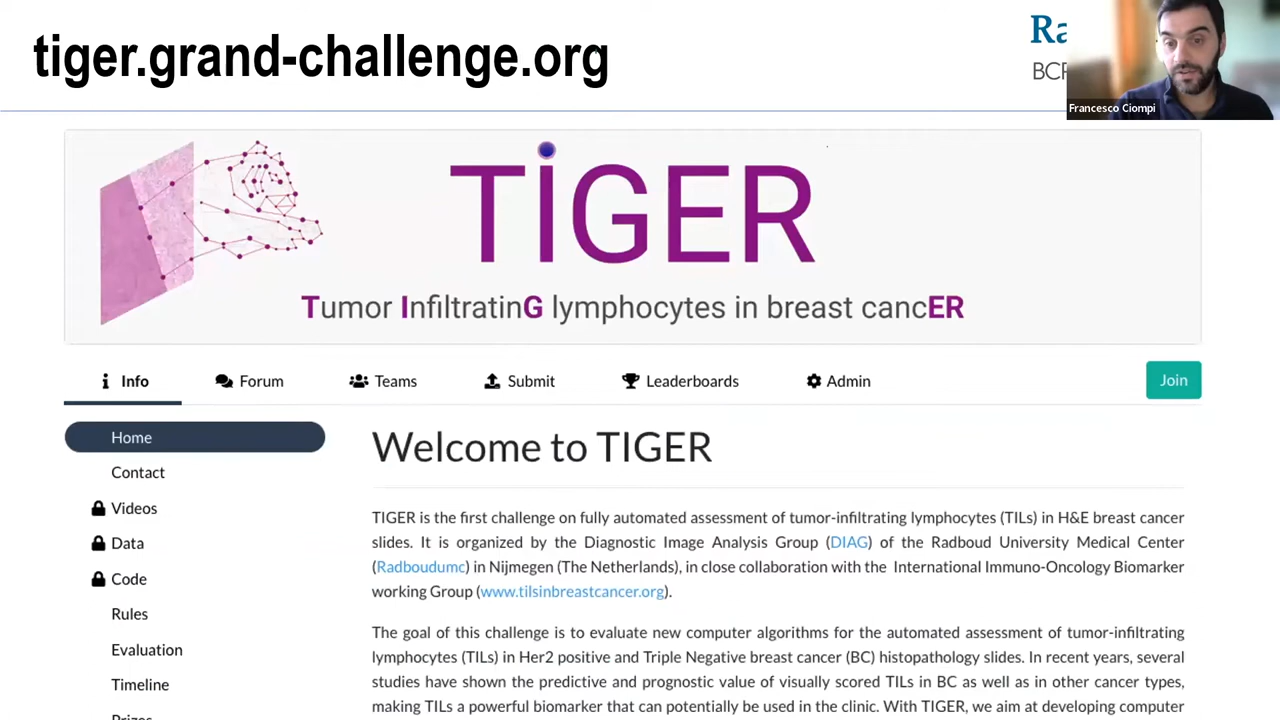 tiger.grand-challenge.org
Ra
Francesco Ciompi
TiGER
Tumor InfiltratinG lymphocytes in breast cancER
Info
Forum
Teams
Submit
Leaderboards
Admin
Join
Home
Contact
Videos
Data
Code
Rules
Evaluation
Timeline
Prizes
Welcome to TIGER
TIGER is the first challenge on fully automated assessment of tumor-infiltrating lymphocytes (TILs) in H&E breast cancer
slides. It is organized by the Diagnostic Image Analysis Group (DIAG) of the Radboud University Medical Center
(Radboudumc) in Nijmegen (The Netherlands), in close collaboration with the International Immuno-Oncology Biomarker
working Group (www.tilsinbreastcancer.org).
The goal of this challenge is to evaluate new computer algorithms for the automated assessment of tumor-infiltrating
lymphocytes (TILs) in Her2 positive and Triple Negative breast cancer (BC) histopathology slides. In recent years, several
studies have shown the predictive and prognostic value of visually scored TILs in BC as well as in other cancer types,
making TILs a powerful biomarker that can potentially be used in the clinic. With TIGER, we aim at developing computer